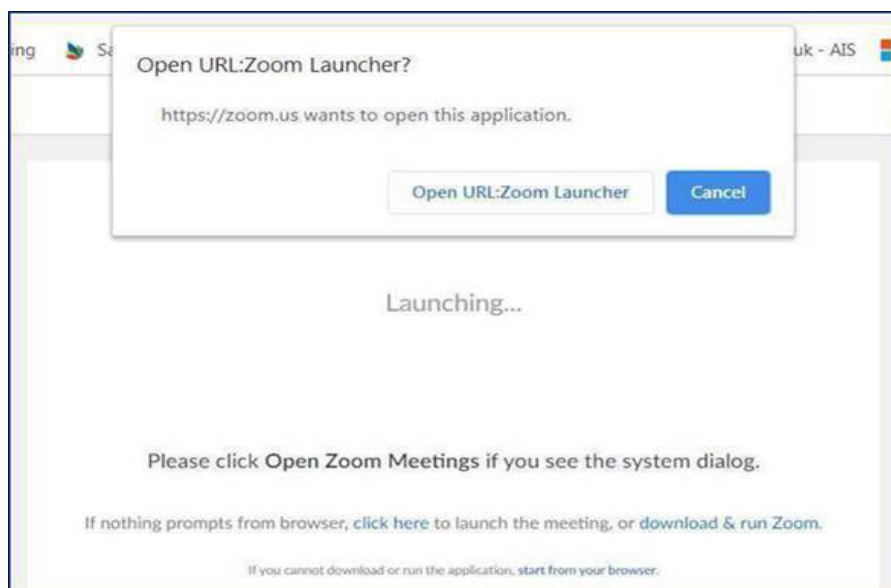 uk - AIS
Open URL:Zoom Launcher?
https://zoom.us wants to open this application.
Open URL:Zoom Launcher
Cancel
Launching...
Please click Open Zoom Meetings if you see the system dialog.
If nothing prompts from browser, click here to launch the meeting, or download & run Zoom.
If you cannot download or run the application, start from your browser.